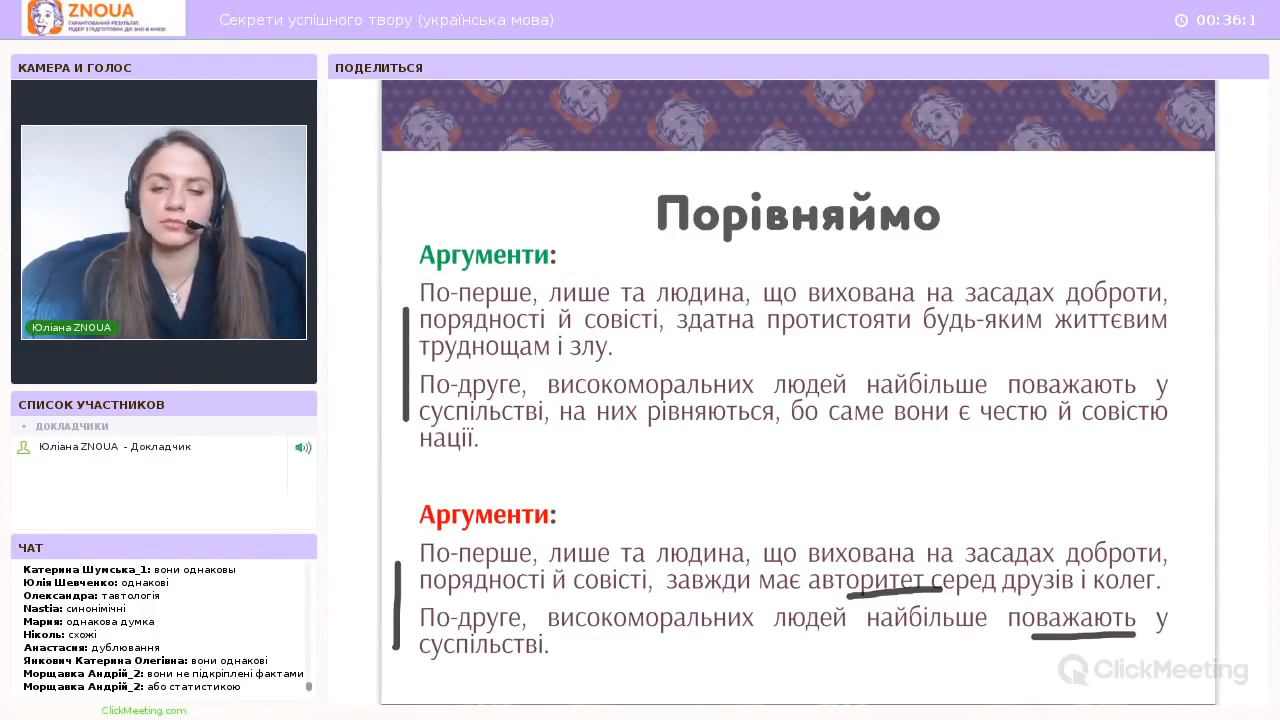 ZNOUA
ГАРАНТОВАНИЙ РЕЗУЛЬТАТ
ЛІДЕР З ПІДГОТОВКИ ДО ЗНО В КИЄВІ
Секрети успішного твору (українська мова)
00:36:1
КАМЕРА И ГОЛОС
Юліана ZNOUA
СПИСОК УЧАСТНИКОВ
ДОКЛАДЧИКИ
Юліана ZNOUA - Докладчик
ЧАТ
Катерина Шумська_1: вони однаковы
Юлія Шевченко: однакові
Олександра: тавтологія
Nastia: синонімічні
Мария: однакова думка
Ніколь: схожі
Анастасия: дублювання
Янкович Катерина Олегівна: вони однакові
Морщавка Андрій_2: вони не підкріплені фактами
Морщавка Андрій_2: або статистикою
ClickMeeting.com
ПОДЕЛИТЬСЯ
Порівняймо
Аргументи:
По-перше, лише та людина, що вихована на засадах доброти,
порядності й совісті, здатна протистояти будь-яким життєвим
труднощам і злу.
По-друге, високоморальних людей найбільше поважають у
суспільстві, на них рівняються, бо саме вони є честю й совістю
нації.
Аргументи:
По-перше, лише та людина, що вихована на засадах доброти,
порядності й совісті, завжди має авторитет серед друзів і колег.
По-друге, високоморальних людей найбільше поважають у
суспільстві.
ClickMeeting